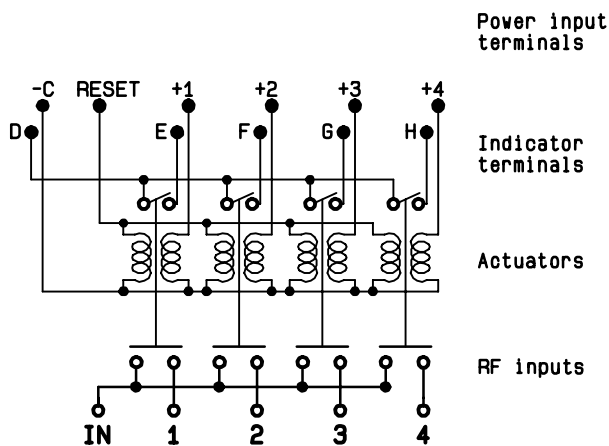 Power input
terminals
-C RESET +1 +2 +3 +4
D E F G H
Indicator
terminals
Actuators
RF inputs
IN 1 2 3 4